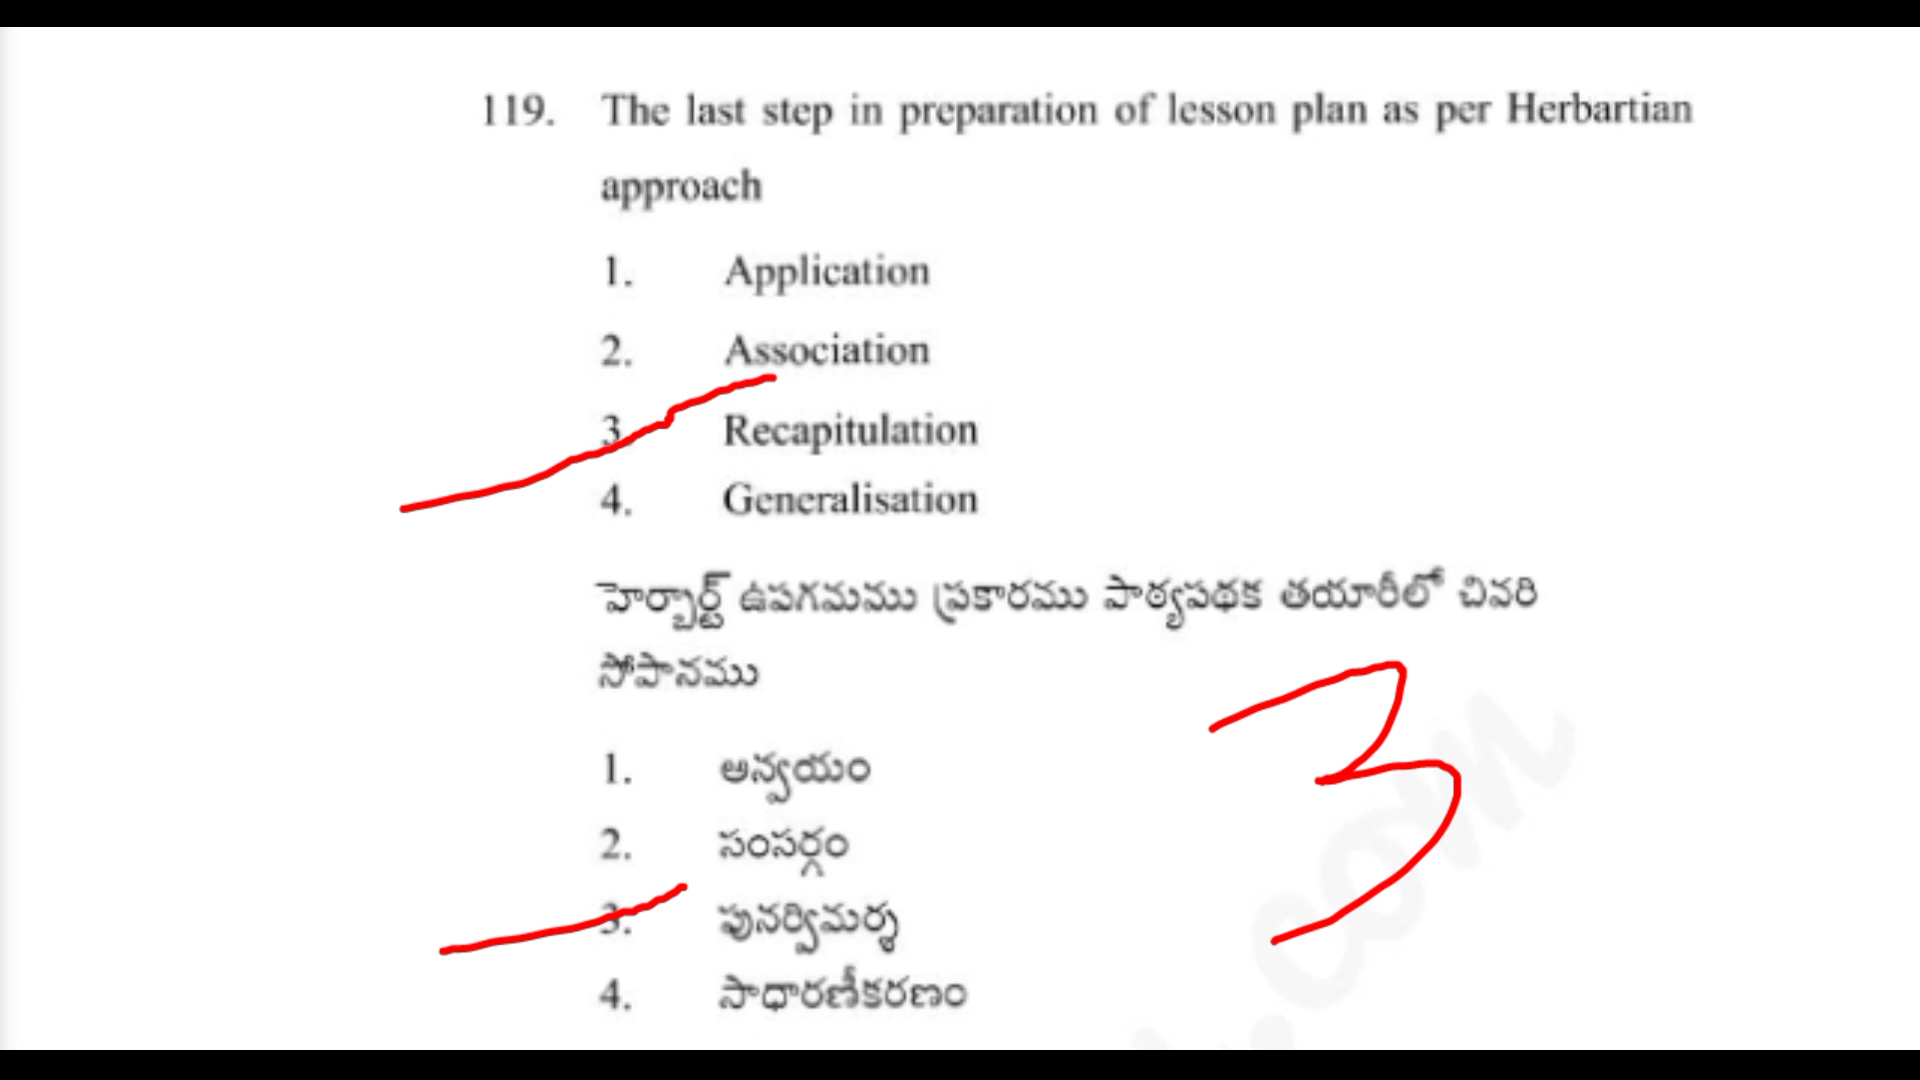 119. The last step in preparation of lesson plan as per Herbartian
approach
1. Application
2. Association
3. Recapitulation
4. Generalisation
హెర్బార్ట్ ఉపగమము ప్రకారము పాఠ్యపథక తయారీలో చివరి
సోపానము
3
1. అన్వయం
2. సంసర్గం
3. పునర్విమర్శ
4. సాధారణీకరణం
.com